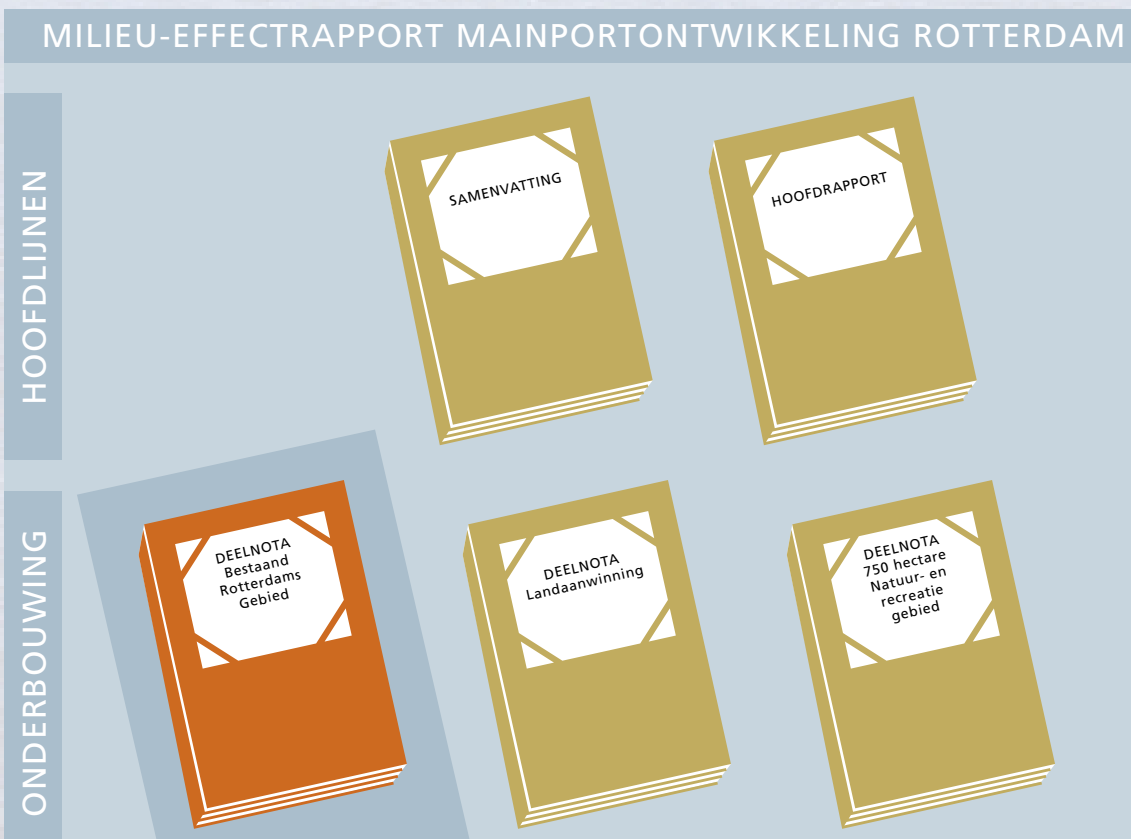 MILIEU-EFFECTRAPPORT MAINPORTONTWIKKELING ROTTERDAM
HOOFDLIJNEN
SAMENVATTING
HOOFDRAPPORT
ONDERBOUWING
DEELNOTA
Bestaand
Rotterdams
Gebied
DEELNOTA
Landaanwinning
DEELNOTA
750 hectare
Natuur- en
recreatie
gebied